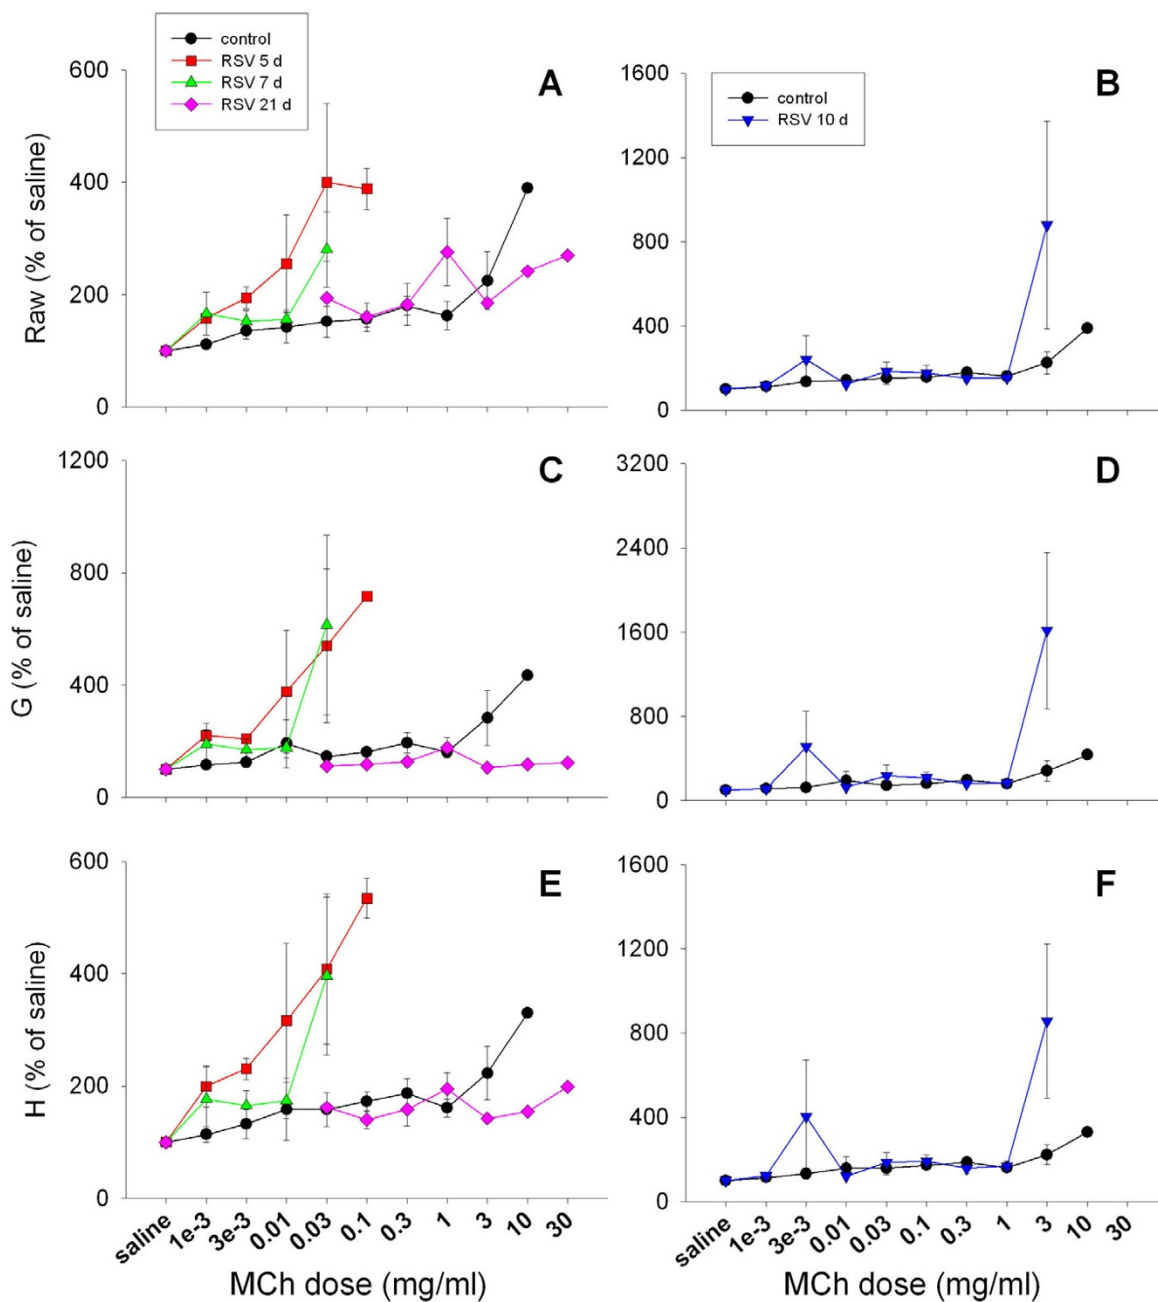 control
RSV 5 d
RSV 7 d
RSV 21 d
A
600
400
200
0
Raw (% of saline)
control
RSV 10 d
B
1600
1200
800
400
0
C
1200
800
400
0
G (% of saline)
D
3200
2400
1600
800
0
E
600
400
200
0
H (% of saline)
saline 1e-3 3e-3 0.01 0.03 0.1 0.3 1 3 10 30
MCh dose (mg/ml)
F
1600
1200
800
400
0
saline 1e-3 3e-3 0.01 0.03 0.1 0.3 1 3 10 30
MCh dose (mg/ml)